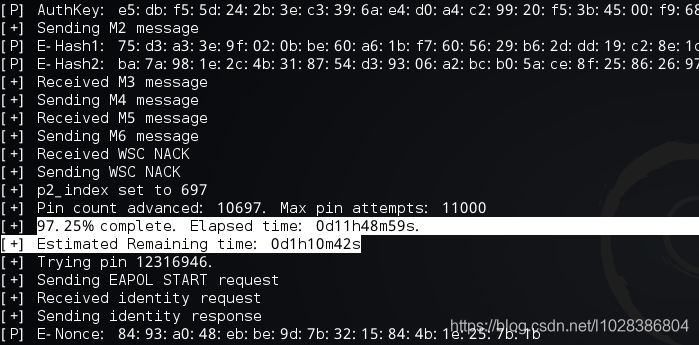 [P] AuthKey: e5:db:f5:5d:24:2b:3e:c3:39:6a:e4:d0:a4:c2:99:20:f5:3b:45:00:f9:68
[+] Sending M2 message
[P] E-Hash1: 75:d3:a3:3e:9f:02:0b:be:60:a6:1b:f7:60:56:29:b6:2d:dd:19:c2:8e:1d
[P] E-Hash2: ba:7a:98:1e:2c:4b:31:87:54:d3:93:06:a2:bc:b0:5a:ce:8f:25:86:26:97
[+] Received M3 message
[+] Sending M4 message
[+] Received M5 message
[+] Sending M6 message
[+] Received WSC NACK
[+] Sending WSC NACK
[+] p2_index set to 697
[+] Pin count advanced: 10697. Max pin attempts: 11000
[+] 97.25% complete. Elapsed time: 0d11h48m59s.
[+] Estimated Remaining time: 0d1h10m42s
[+] Trying pin 12316946.
[+] Sending EAPOL START request
[+] Received identity request
[+] Sending identity response
[P] E-Nonce: 84:93:a0:48:eb:be:9d:7b:32:15:84:4b:1e:25:7b:1b
https://blog.csdn.net/l1028386804